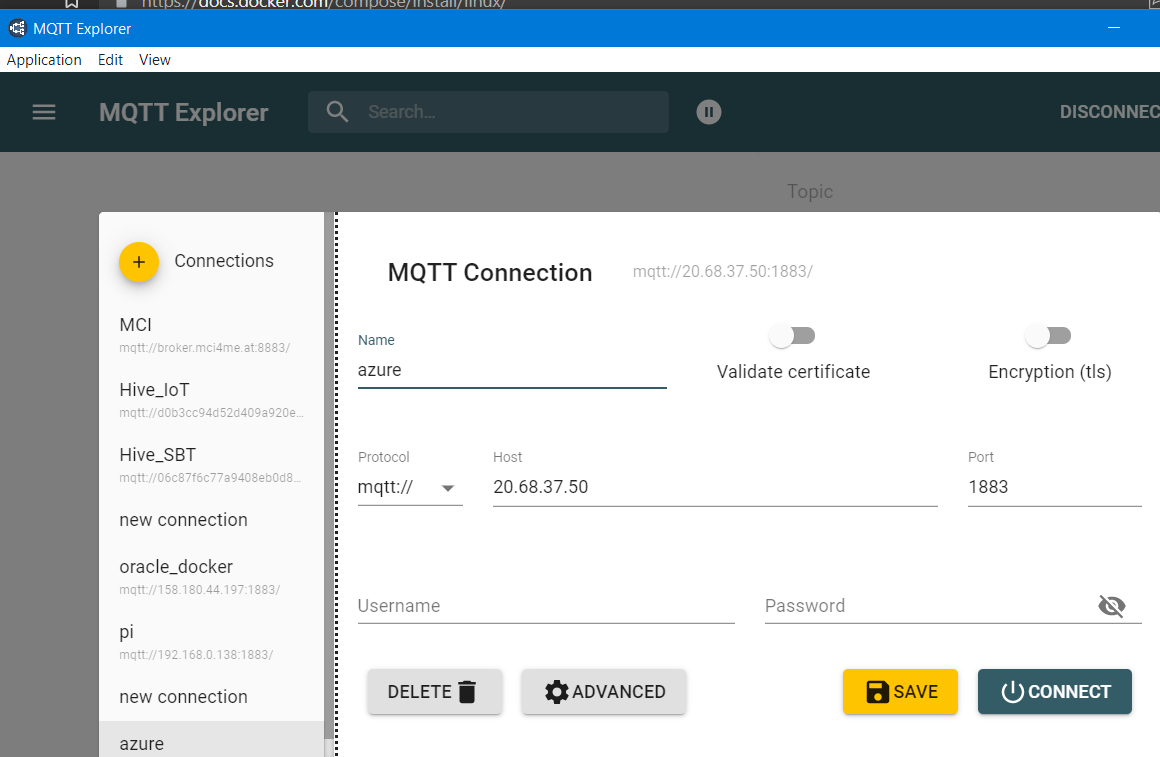 https://docs.docker.com/compose/install/linux/
MQTT Explorer
Application Edit View
MQTT Explorer Search... DISCONNEC
Topic
+ Connections
MCI
mqtt://broker.mci4me.at:8883/
Hive_IoT
mqtt://d0b3cc94d52d409a920e...
Hive_SBT
mqtt://06c87f6c77a9408eb0d8...
new connection
oracle_docker
mqtt://158.180.44.197:1883/
pi
mqtt://192.168.0.138:1883/
new connection
azure
MQTT Connection mqtt://20.68.37.50:1883/
Name
azure
Validate certificate Encryption (tls)
Protocol Host Port
mqtt:// 20.68.37.50 1883
Username Password
DELETE ADVANCED SAVE CONNECT